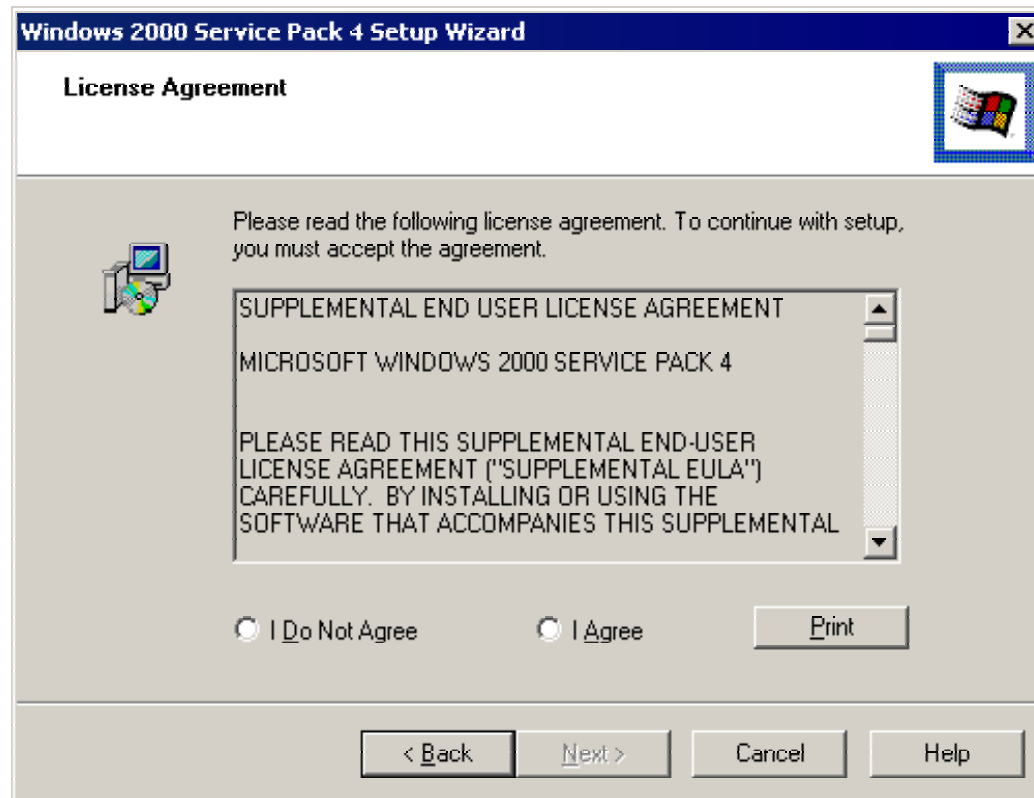 Windows 2000 Service Pack 4 Setup Wizard
License Agreement
Please read the following license agreement. To continue with setup,
you must accept the agreement.
SUPPLEMENTAL END USER LICENSE AGREEMENT
MICROSOFT WINDOWS 2000 SERVICE PACK 4
PLEASE READ THIS SUPPLEMENTAL END-USER
LICENSE AGREEMENT ("SUPPLEMENTAL EULA")
CAREFULLY.  BY INSTALLING OR USING THE
SOFTWARE THAT ACCOMPANIES THIS SUPPLEMENTAL
I Do Not Agree
I Agree
Print
< Back
Next >
Cancel
Help